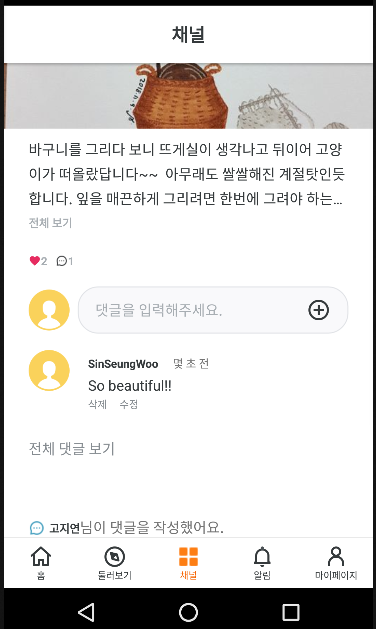 채널
2018.11.9
바구니를 그리다 보니 뜨게실이 생각나고 뒤이어 고양
이가 떠올랐답니다~~ 아무래도 쌀쌀해진 계절탓인듯
합니다. 잎을 매끈하게 그리려면 한번에 그려야 하는...
전체 보기
2 1
댓글을 입력해주세요.
SinSeungWoo 몇 초 전
So beautiful!!
삭제 수정
전체 댓글 보기
고지연님이 댓글을 작성했어요.
홈 둘러보기 채널 알림 마이페이지